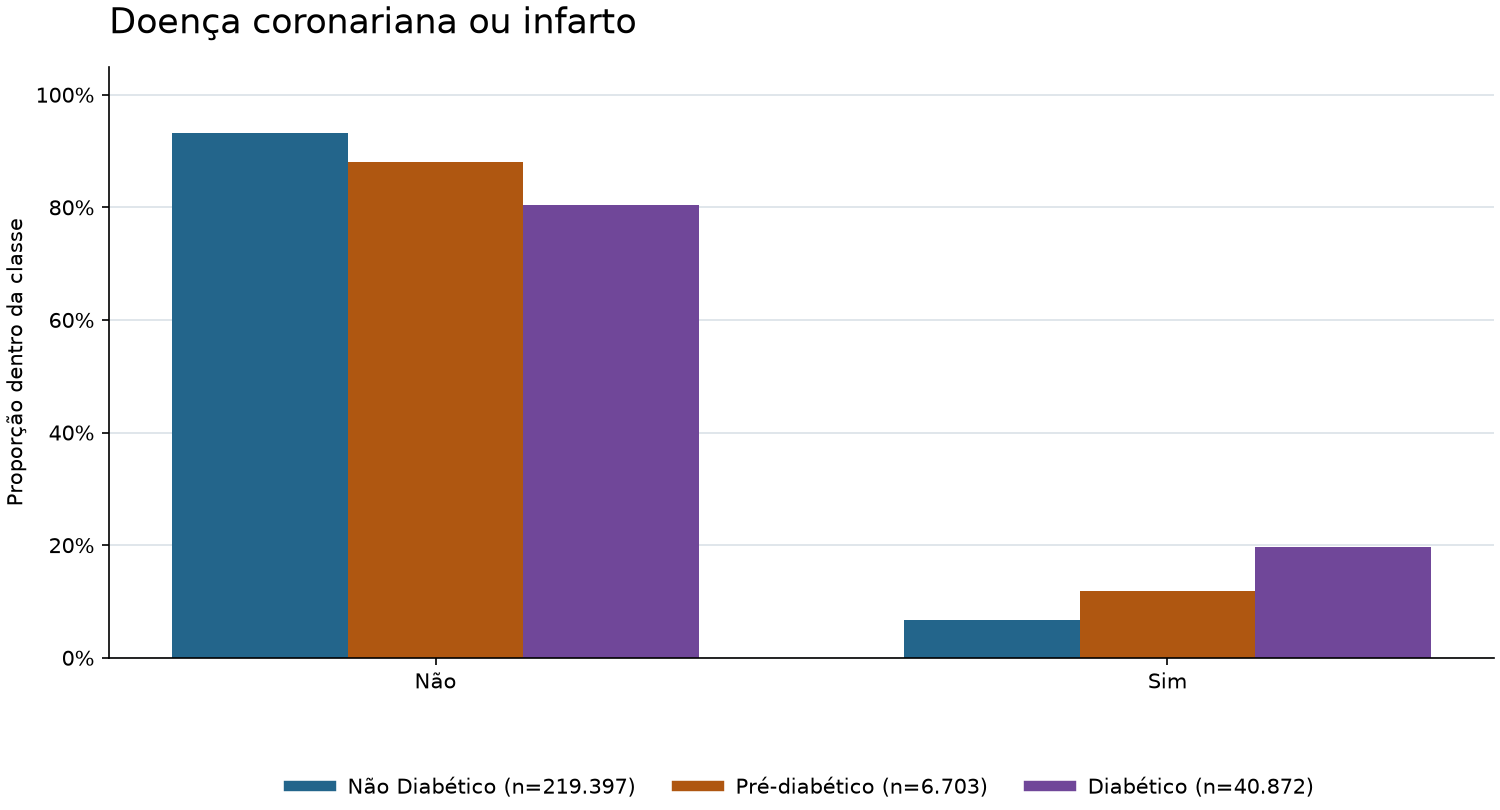 Doença coronariana ou infarto
Proporção dentro da classe
100%
80%
60%
40%
20%
0%
Não
Sim
Não Diabético (n=219.397)
Pré-diabético (n=6.703)
Diabético (n=40.872)